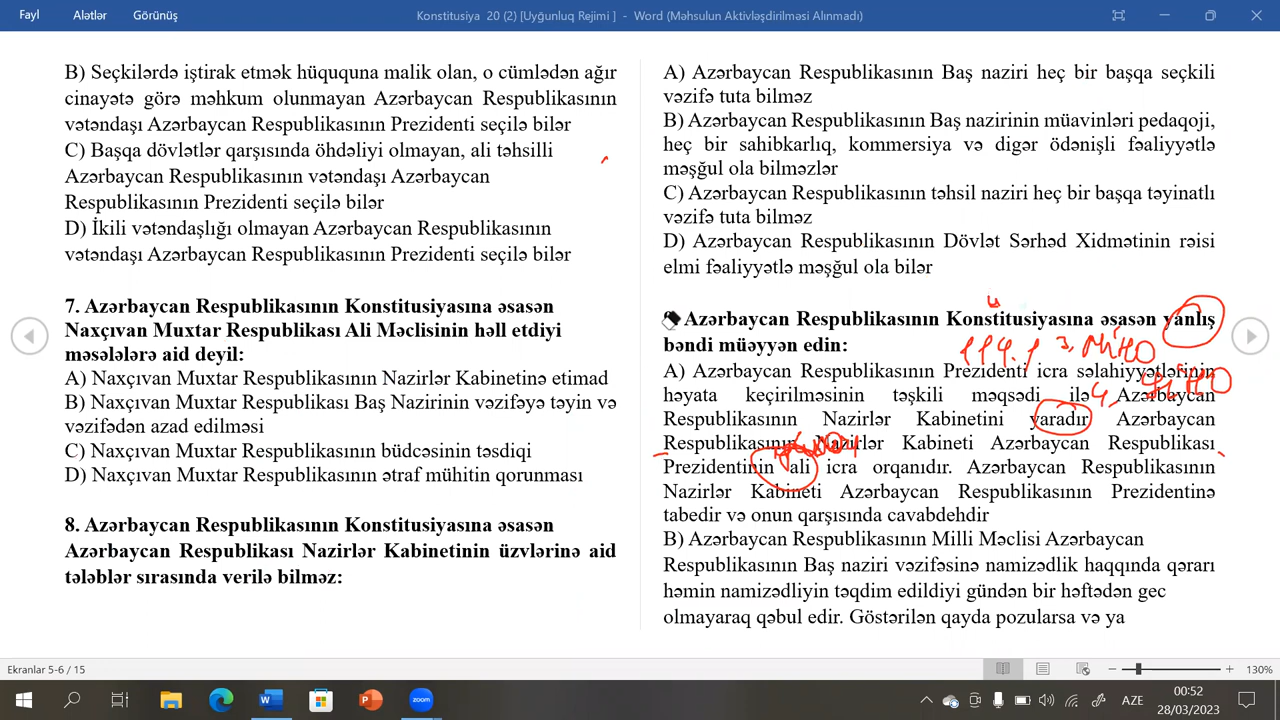 Fayl Alətlər Görünüş Konstitusiya 20 (2) [Uyğunluq Rejimi ] - Word (Məhsulun Aktivləşdirilməsi Alınmadı)
B) Seçkilərdə iştirak etmək hüququna malik olan, o cümlədən ağır
cinayətə görə məhkum olunmayan Azərbaycan Respublikasının
vətəndaşı Azərbaycan Respublikasının Prezidenti seçilə bilər
C) Başqa dövlətlər qarşısında öhdəliyi olmayan, ali təhsilli
Azərbaycan Respublikasının vətəndaşı Azərbaycan
Respublikasının Prezidenti seçilə bilər
D) İkili vətəndaşlığı olmayan Azərbaycan Respublikasının
vətəndaşı Azərbaycan Respublikasının Prezidenti seçilə bilər
7. Azərbaycan Respublikasının Konstitusiyasına əsasən
Naxçıvan Muxtar Respublikası Ali Məclisinin həll etdiyi
məsələlərə aid deyil:
A) Naxçıvan Muxtar Respublikasının Nazirlər Kabinetinə etimad
B) Naxçıvan Muxtar Respublikası Baş Nazirinin vəzifəyə təyin və
vəzifədən azad edilməsi
C) Naxçıvan Muxtar Respublikasının büdcəsinin təsdiqi
D) Naxçıvan Muxtar Respublikasının ətraf mühitin qorunması
8. Azərbaycan Respublikasının Konstitusiyasına əsasən
Azərbaycan Respublikası Nazirlər Kabinetinin üzvlərinə aid
tələblər sırasında verilə bilməz:
A) Azərbaycan Respublikasının Baş naziri heç bir başqa seçkili
vəzifə tuta bilməz
B) Azərbaycan Respublikasının Baş nazirinin müavinləri pedaqoji,
heç bir sahibkarlıq, kommersiya və digər ödənişli fəaliyyətlə
məşğul ola bilməzlər
C) Azərbaycan Respublikasının təhsil naziri heç bir başqa təyinatlı
vəzifə tuta bilməz
D) Azərbaycan Respublikasının Dövlət Sərhəd Xidmətinin rəisi
elmi fəaliyyətlə məşğul ola bilər
Azərbaycan Respublikasının Konstitusiyasına əsasən yanlış
bəndi müəyyən edin:
114.1
A) Azərbaycan Respublikasının Prezidenti icra səlahiyyətlərinin
həyata keçirilməsinin təşkili məqsədi ilə Azərbaycan
Respublikasının Nazirlər Kabinetini yaradır Azərbaycan
Respublikasının Nazirlər Kabineti Azərbaycan Respublikası
Prezidentinin ali icra orqanıdır. Azərbaycan Respublikasının
Nazirlər Kabineti Azərbaycan Respublikasının Prezidentinə
tabedir və onun qarşısında cavabdehdir
B) Azərbaycan Respublikasının Milli Məclisi Azərbaycan
Respublikasının Baş naziri vəzifəsinə namizədlik haqqında qərarı
həmin namizədliyin təqdim edildiyi gündən bir həftədən gec
olmayaraq qəbul edir. Göstərilən qayda pozularsa və ya
Ekranlar 5-6 / 15 130%
zoom AZE 00:52
28/03/2023